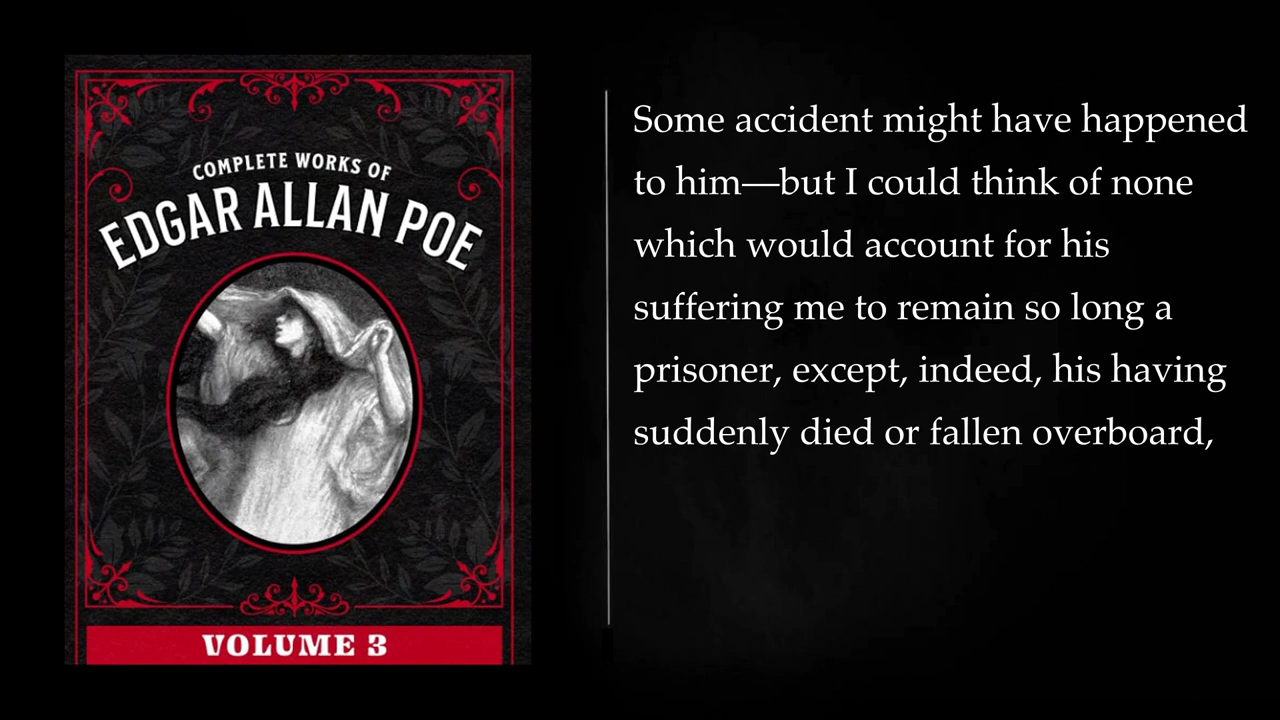 COMPLETE WORKS OF
EDGAR ALLAN POE
VOLUME 3
Some accident might have happened
to him—but I could think of none
which would account for his
suffering me to remain so long a
prisoner, except, indeed, his having
suddenly died or fallen overboard,